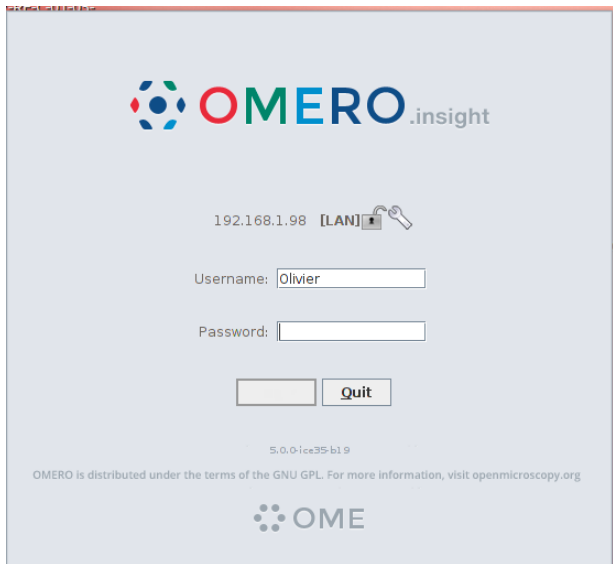 OMERO.insight
192.168.1.98 [LAN]
Username: Olivier
Password:
Quit
5.0.0-ice35-b19
OMERO is distributed under the terms of the GNU GPL. For more information, visit openmicroscopy.org
OME